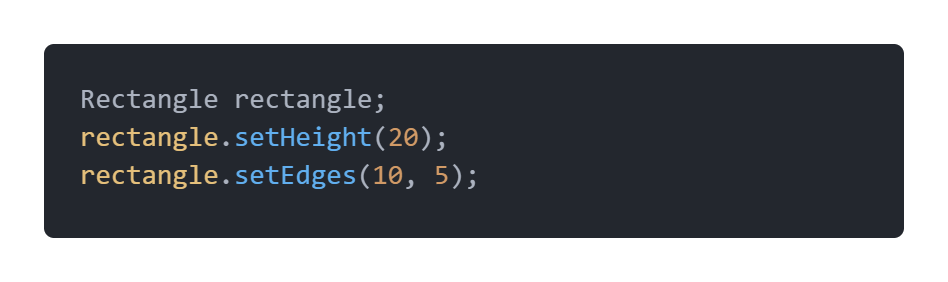 Rectangle rectangle;
rectangle.setHeight(20);
rectangle.setEdges(10, 5);